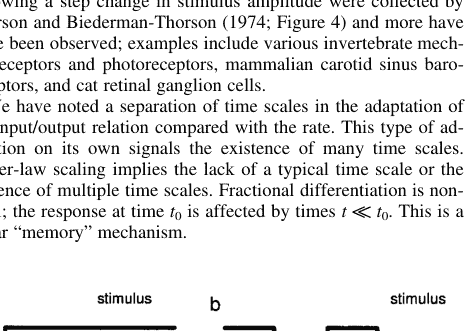 owing a step change in stimulus amplitude were collected by
rson and Biederman-Thorson (1974; Figure 4) and more have
e been observed; examples include various invertebrate mech-
receptors and photoreceptors, mammalian carotid sinus baro-
ptors, and cat retinal ganglion cells.
e have noted a separation of time scales in the adaptation of
input/output relation compared with the rate. This type of ad-
tion on its own signals the existence of many time scales.
er-law scaling implies the lack of a typical time scale or the
ence of multiple time scales. Fractional differentiation is non-
l; the response at time t0 is affected by times t ≪ t0. This is a
ar “memory” mechanism.
stimulus b stimulus